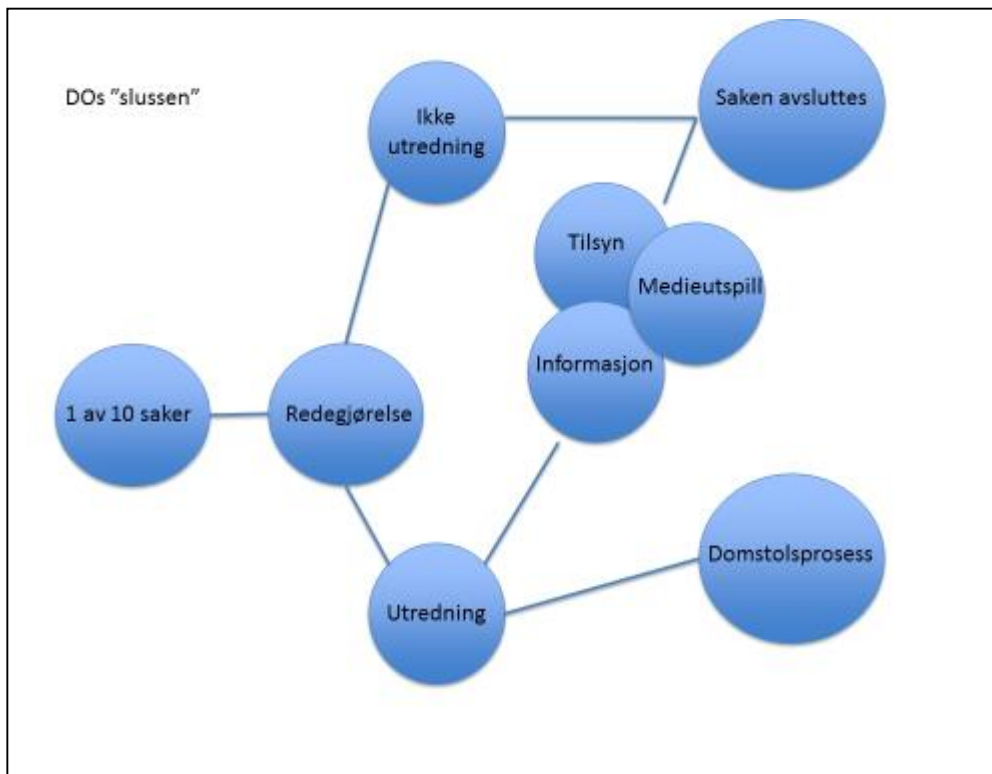 DOs ”slussen”
Ikke
utredning
Saken avsluttes
Tilsyn
Medieutspill
Informasjon
1 av 10 saker
Redegjørelse
Domstolsprosess
Utredning